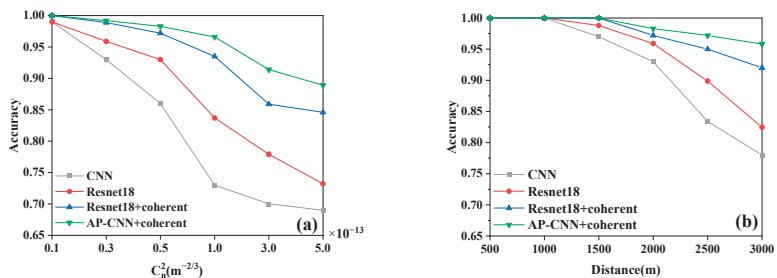 1.00
0.95
0.90
0.85
0.80
0.75
0.70
0.65
Accuracy
CNN
Resnet18
Resnet18+coherent
AP-CNN+coherent
(a)
0.1 0.3 0.5 1.0 3.0 5.0
×10⁻¹³
C²ₙ(m⁻²/³)
1.00
0.95
0.90
0.85
0.80
0.75
0.70
0.65
Accuracy
CNN
Resnet18
Resnet18+coherent
AP-CNN+coherent
(b)
500 1000 1500 2000 2500 3000
Distance(m)